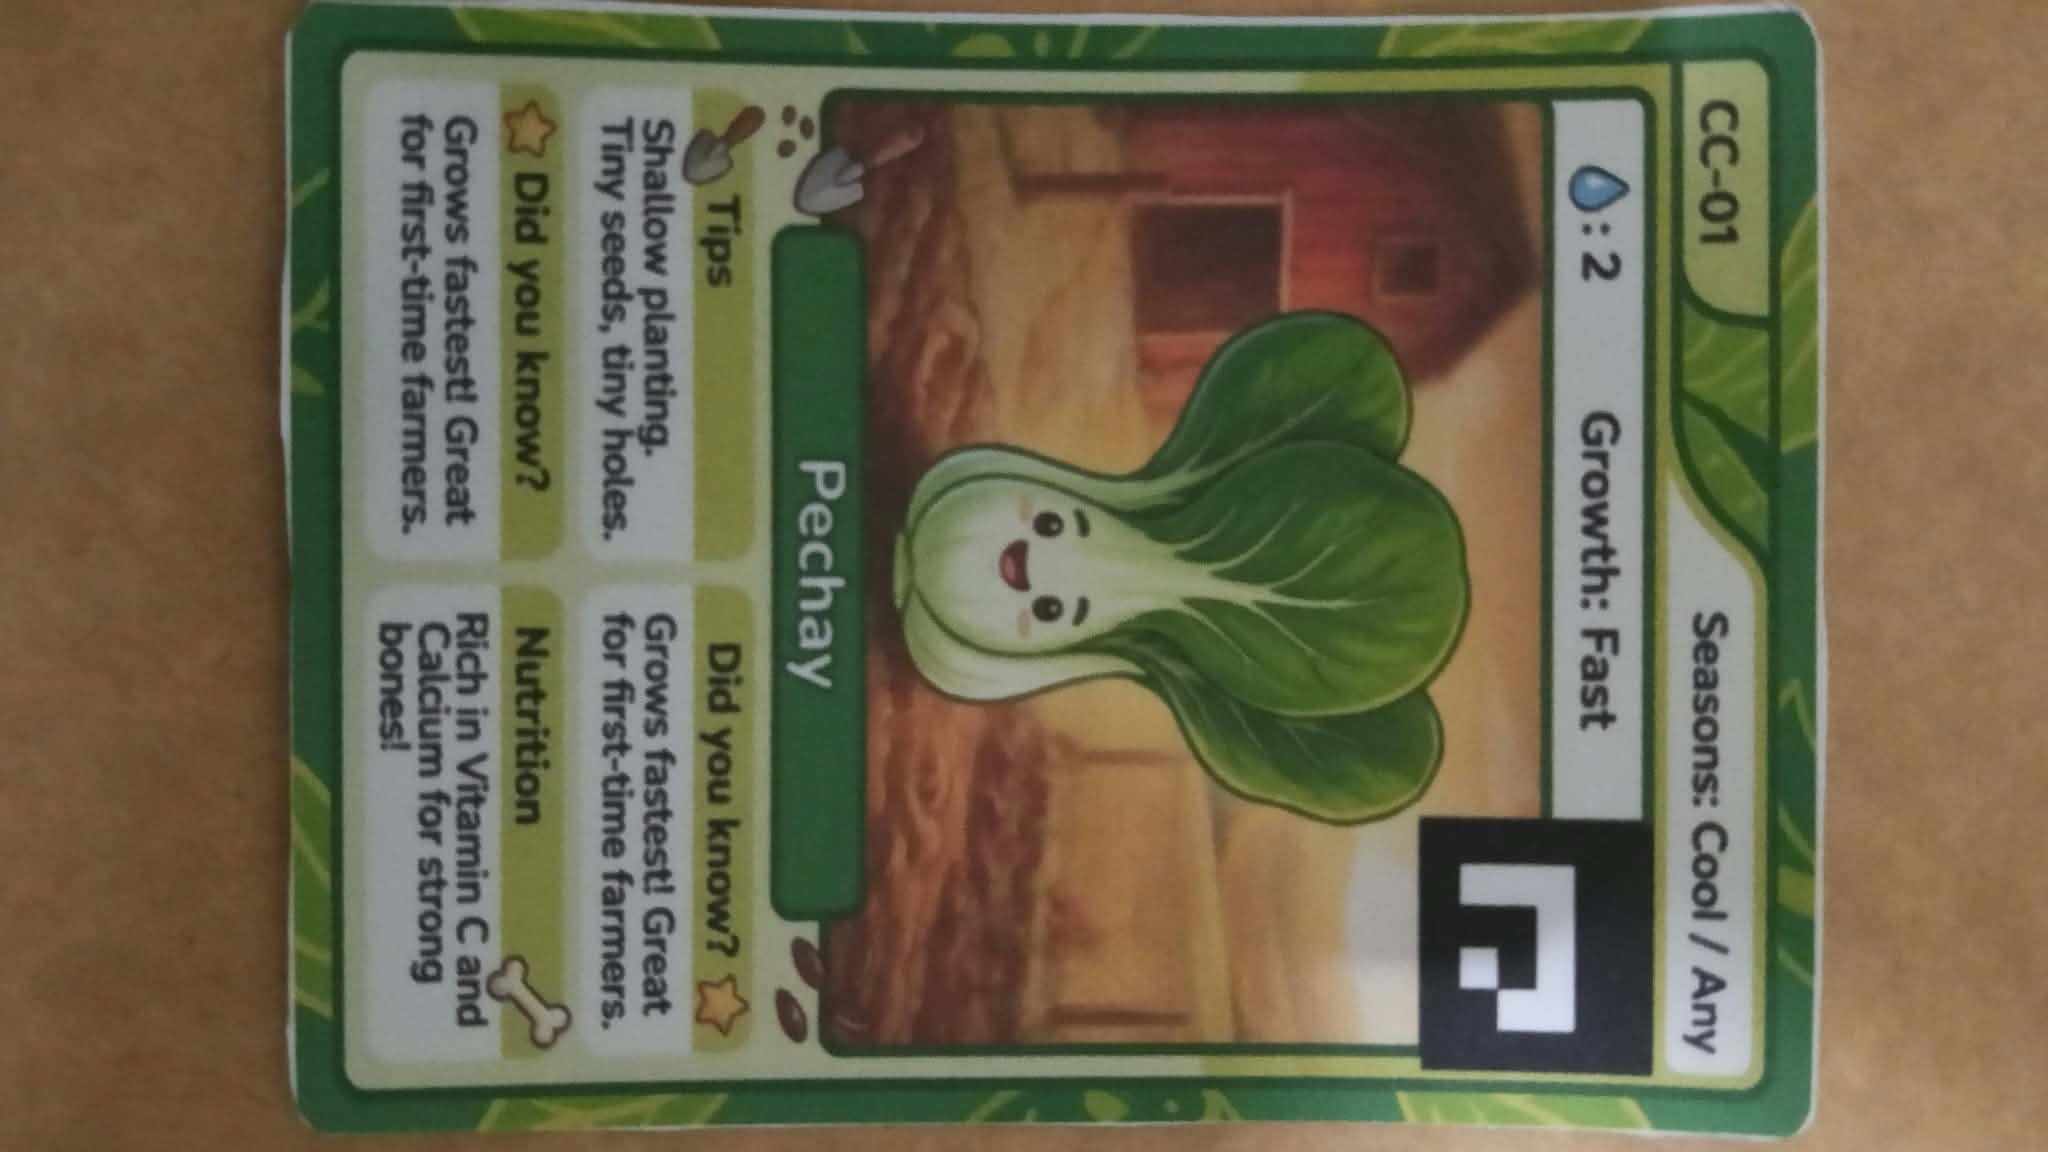 CC-01
Seasons: Cool / Any
: 2 Growth: Fast
Pechay
Tips
Shallow planting.
Tiny seeds, tiny holes.
Did you know?
Grows fastest! Great
for first-time farmers.
Did you know?
Grows fastest! Great
for first-time farmers.
Nutrition
Rich in Vitamin C and
Calcium for strong
bones!